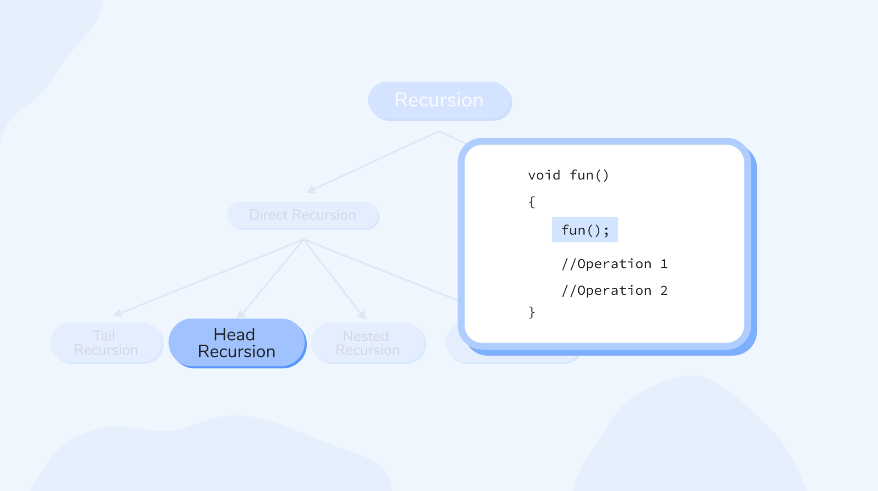 Recursion
Direct Recursion
Tail
Recursion
Head
Recursion
Nested
Recursion
void fun()
{
fun();
//Operation 1
//Operation 2
}